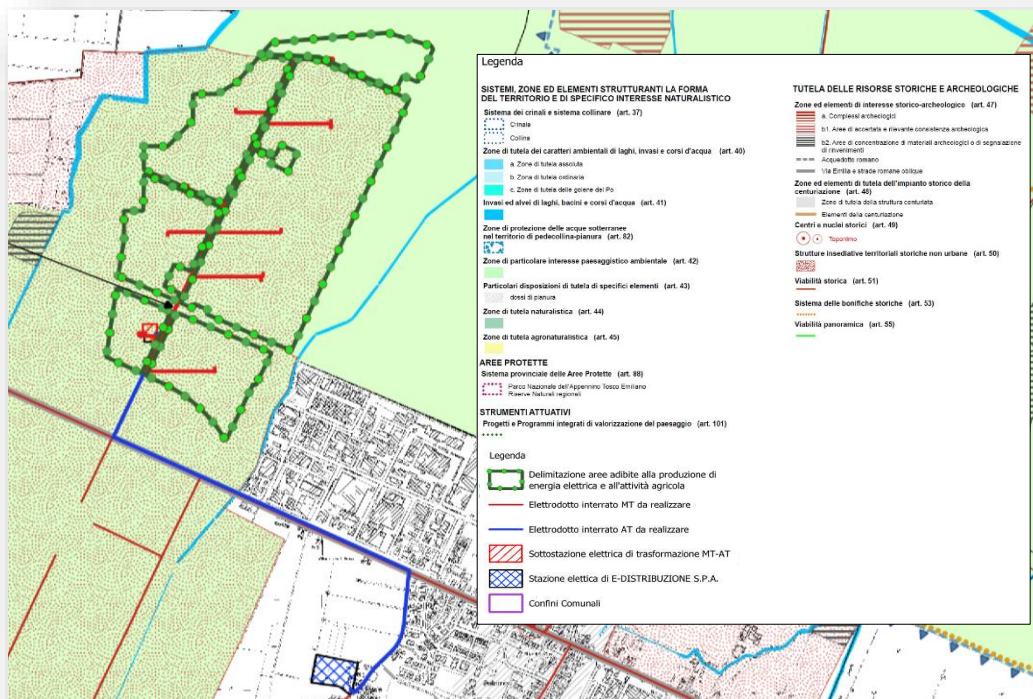 Legenda
SISTEMI, ZONE ED ELEMENTI STRUTTURANTI LA FORMA
DEL TERRITORIO E DI SPECIFICO INTERESSE NATURALISTICO
Sistema dei crinali e sistema collinare (art. 37)
Crinale
Collina
Zone di tutela dei caratteri ambientali di laghi, invasi e corsi d'acqua (art. 40)
a. Zone di tutela assoluta
b. Zona di tutela ordinaria
c. Zone di tutela delle golene del Po
Invasi ed alvei di laghi, bacini e corsi d'acqua (art. 41)
Zone di protezione delle acque sotterranee
nel territorio di pedecollina-pianura (art. 82)
Zone di particolare interesse paesaggistico ambientale (art. 42)
Particolari disposizioni di tutela di specifici elementi (art. 43)
dossi di pianura
Zone di tutela naturalistica (art. 44)
Zone di tutela agronaturalistica (art. 45)
AREE PROTETTE
Sistema provinciale delle Aree Protette (art. 88)
Parco Nazionale dell'Appennino Tosco Emiliano
Riserve Naturali regionali
STRUMENTI ATTUATIVI
Progetti e Programmi integrati di valorizzazione del paesaggio (art. 101)
TUTELA DELLE RISORSE STORICHE E ARCHEOLOGICHE
Zone ed elementi di interesse storico-archeologico (art. 47)
a. Complessi archeologici
b1. Aree di accertata e rilevante consistenza archeologica
b2. Aree di concentrazione di materiali archeologici o di segnalazione
di rinvenimenti
Acquedotto romano
Via Emilia e strade romane oblique
Zone ed elementi di tutela dell'impianto storico della
centuriazione (art. 48)
Zone di tutela della struttura centuriata
Elementi della centuriazione
Centri e nuclei storici (art. 49)
Toponimo
Strutture insediative territoriali storiche non urbane (art. 50)
Viabilità storica (art. 51)
Sistema delle bonifiche storiche (art. 53)
Viabilità panoramica (art. 55)
Legenda
Delimitazione aree adibite alla produzione di
energia elettrica e all'attività agricola
Elettrodotto interrato MT da realizzare
Elettrodotto interrato AT da realizzare
Sottostazione elettrica di trasformazione MT-AT
Stazione elettica di E-DISTRIBUZIONE S.P.A.
Confini Comunali